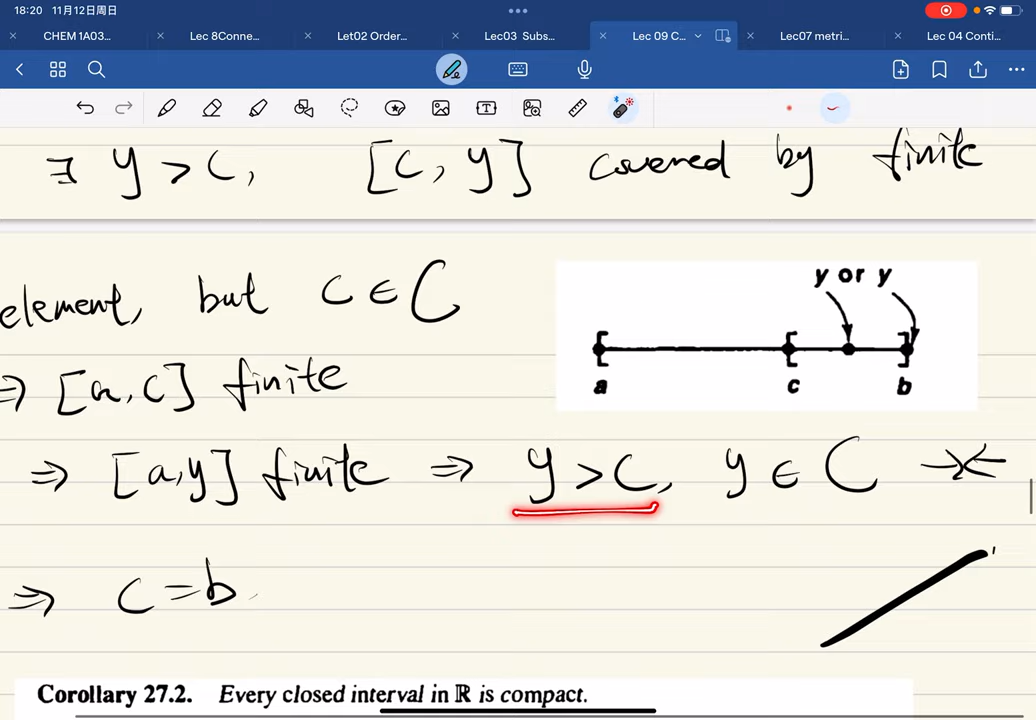 18:20 11月12日周日
CHEM 1A03... Lec 8Conne... Let02 Order... Lec03 Subs... Lec 09 C... Lec07 metri... Lec 04 Conti...
∃ y > c, [c, y] covered by finite
element, but c ∈ C
y or y
a c b
⇒ [a, c] finite
⇒ [a, y] finite ⇒ y > c, y ∈ C →←
⇒ c = b.
Corollary 27.2. Every closed interval in ℝ is compact.